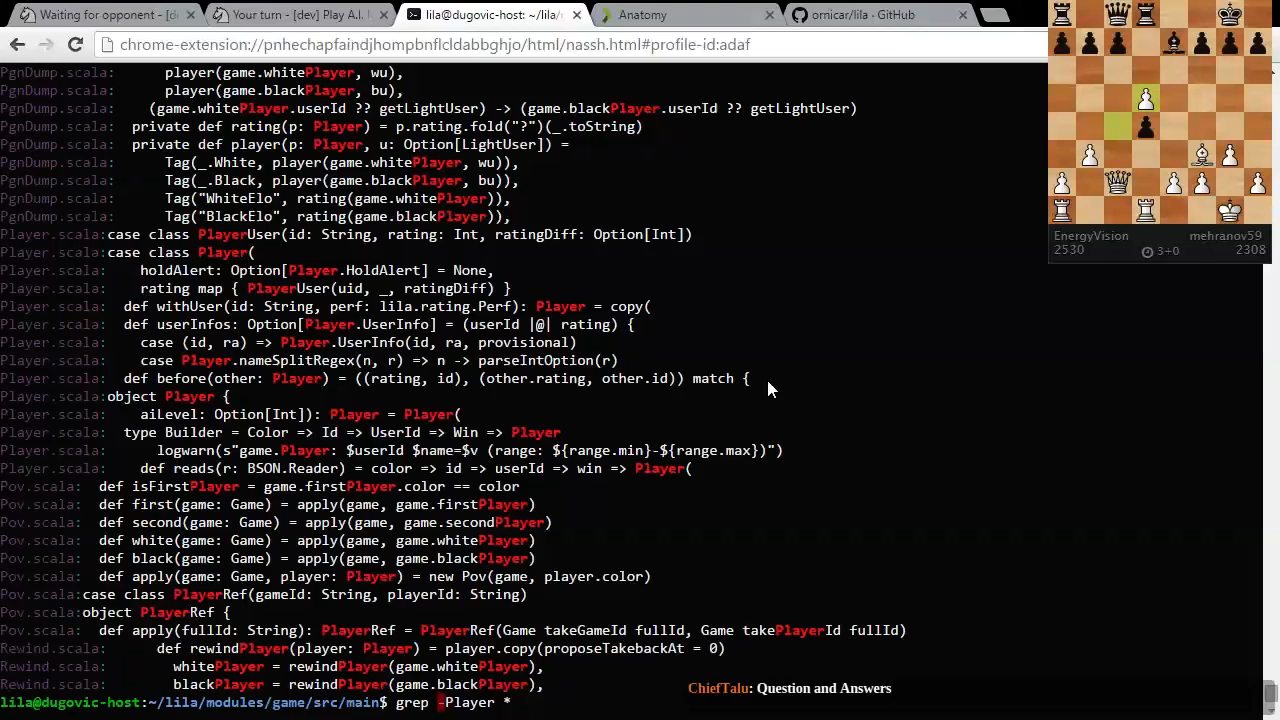 Waiting for opponent - [de
Your turn - [dev] Play A.I.
lila@dugovic-host: ~/lila/
Anatomy
ornicar/lila · GitHub
chrome-extension://pnhechapfaindjhompbnflcldabbghjo/html/nassh.html#profile-id:adaf
PgnDump.scala:      player(game.whitePlayer, wu),
PgnDump.scala:      player(game.blackPlayer, bu),
PgnDump.scala:    (game.whitePlayer.userId ?? getLightUser) -> (game.blackPlayer.userId ?? getLightUser)
PgnDump.scala:  private def rating(p: Player) = p.rating.fold("?")(_.toString)
PgnDump.scala:  private def player(p: Player, u: Option[LightUser]) =
PgnDump.scala:      Tag(_.White, player(game.whitePlayer, wu)),
PgnDump.scala:      Tag(_.Black, player(game.blackPlayer, bu)),
PgnDump.scala:      Tag("WhiteElo", rating(game.whitePlayer)),
PgnDump.scala:      Tag("BlackElo", rating(game.blackPlayer)),
Player.scala:case class PlayerUser(id: String, rating: Int, ratingDiff: Option[Int])
Player.scala:case class Player(
Player.scala:    holdAlert: Option[Player.HoldAlert] = None,
Player.scala:    rating map { PlayerUser(uid, _, ratingDiff) }
Player.scala:  def withUser(id: String, perf: lila.rating.Perf): Player = copy(
Player.scala:  def userInfos: Option[Player.UserInfo] = (userId |@| rating) {
Player.scala:    case (id, ra) => Player.UserInfo(id, ra, provisional)
Player.scala:    case Player.nameSplitRegex(n, r) => n -> parseIntOption(r)
Player.scala:  def before(other: Player) = ((rating, id), (other.rating, other.id)) match {
Player.scala:object Player {
Player.scala:    aiLevel: Option[Int]): Player = Player(
Player.scala:  type Builder = Color => Id => UserId => Win => Player
Player.scala:      logwarn(s"game.Player: $userId $name=$v (range: ${range.min}-${range.max})")
Player.scala:    def reads(r: BSON.Reader) = color => id => userId => win => Player(
Pov.scala:  def isFirstPlayer = game.firstPlayer.color == color
Pov.scala:  def first(game: Game) = apply(game, game.firstPlayer)
Pov.scala:  def second(game: Game) = apply(game, game.secondPlayer)
Pov.scala:  def white(game: Game) = apply(game, game.whitePlayer)
Pov.scala:  def black(game: Game) = apply(game, game.blackPlayer)
Pov.scala:  def apply(game: Game, player: Player) = new Pov(game, player.color)
Pov.scala:case class PlayerRef(gameId: String, playerId: String)
Pov.scala:object PlayerRef {
Pov.scala:  def apply(fullId: String): PlayerRef = PlayerRef(Game takeGameId fullId, Game takePlayerId fullId)
Rewind.scala:      def rewindPlayer(player: Player) = player.copy(proposeTakebackAt = 0)
Rewind.scala:        whitePlayer = rewindPlayer(game.whitePlayer),
Rewind.scala:        blackPlayer = rewindPlayer(game.blackPlayer),
lila@dugovic-host:~/lila/modules/game/src/main$ grep -Player *
EnergyVision mehranov59
2530 3+0 2308
ChiefTalu: Question and Answers